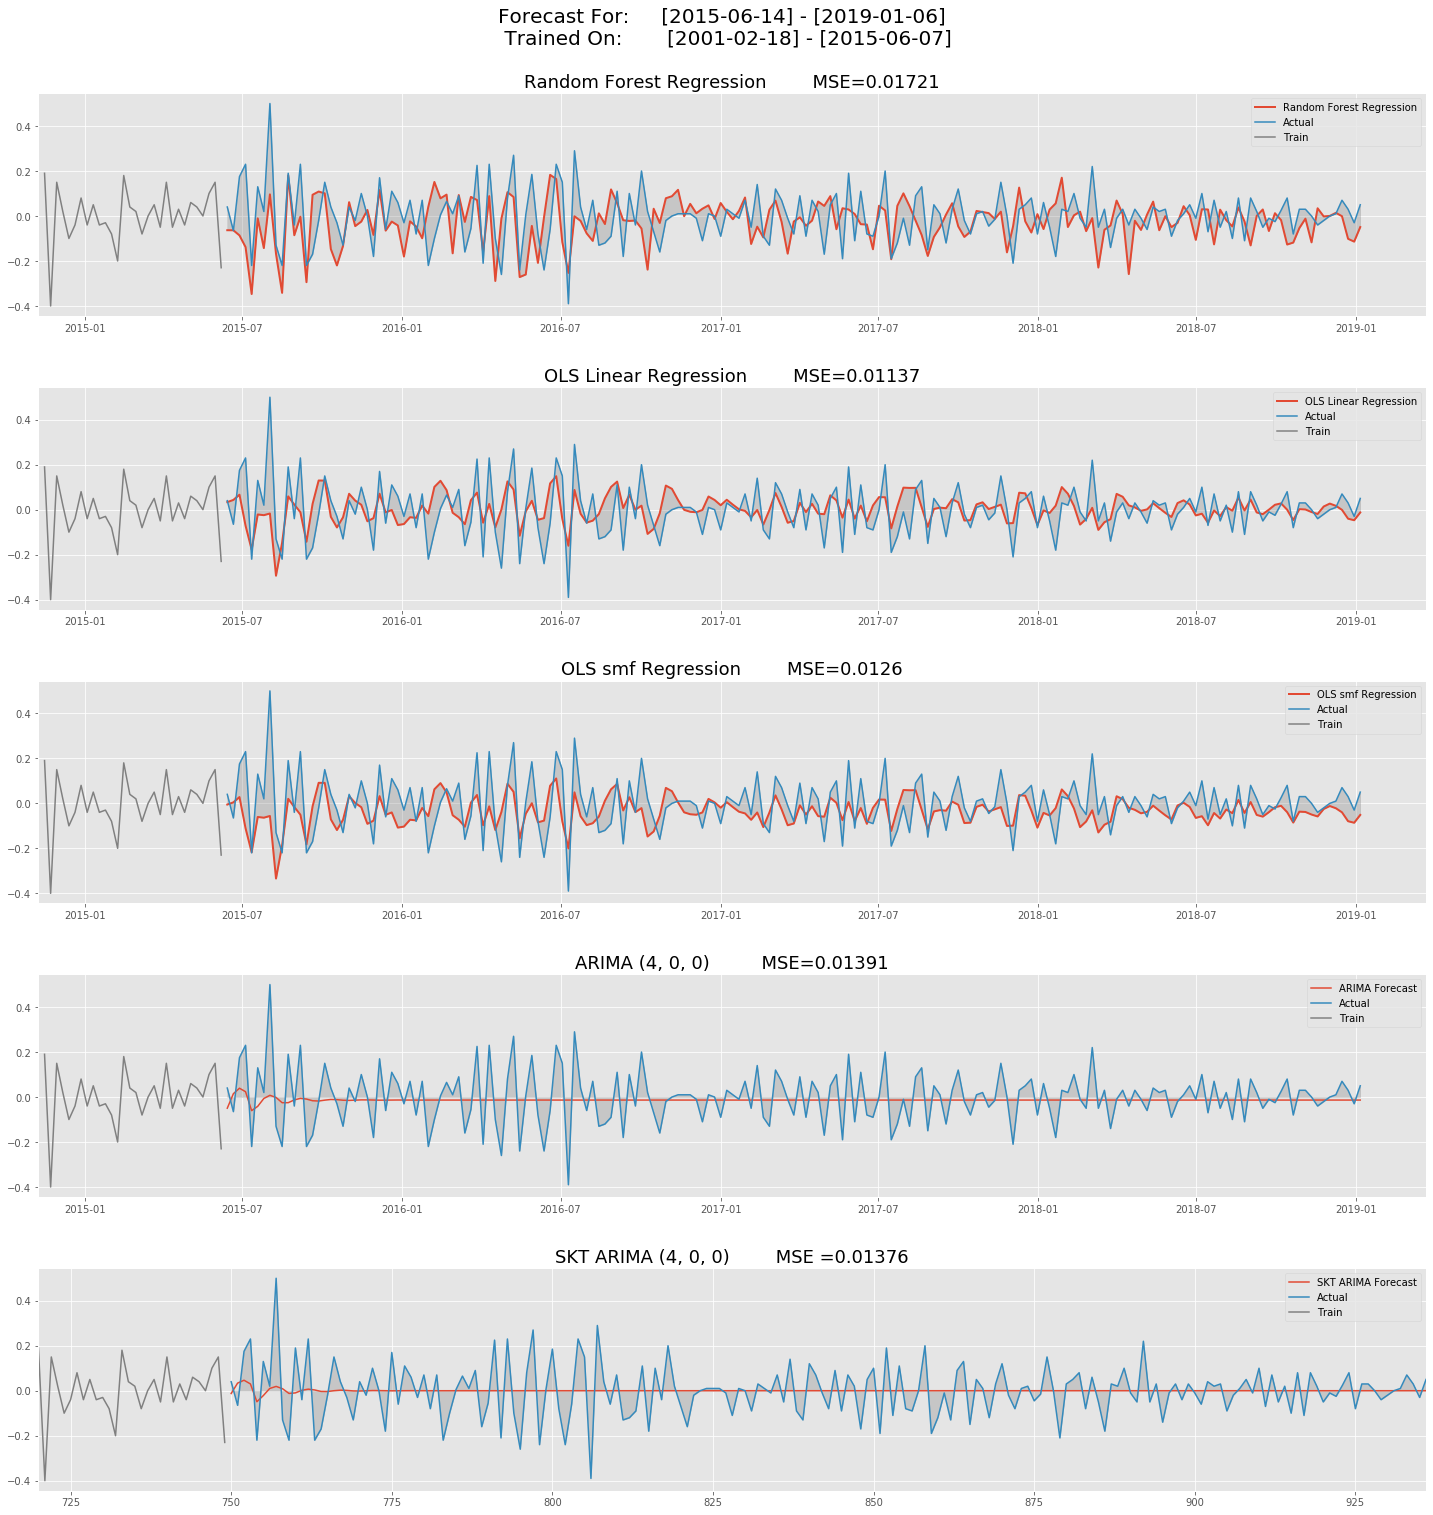 Forecast For: [2015-06-14] - [2019-01-06]
Trained On: [2001-02-18] - [2015-06-07]
Random Forest Regression MSE=0.01721
Random Forest Regression
Actual
Train
0.4
0.2
0.0
−0.2
−0.4
2015-01 2015-07 2016-01 2016-07 2017-01 2017-07 2018-01 2018-07 2019-01
OLS Linear Regression MSE=0.01137
OLS Linear Regression
Actual
Train
0.4
0.2
0.0
−0.2
−0.4
2015-01 2015-07 2016-01 2016-07 2017-01 2017-07 2018-01 2018-07 2019-01
OLS smf Regression MSE=0.0126
OLS smf Regression
Actual
Train
0.4
0.2
0.0
−0.2
−0.4
2015-01 2015-07 2016-01 2016-07 2017-01 2017-07 2018-01 2018-07 2019-01
ARIMA (4, 0, 0) MSE=0.01391
ARIMA Forecast
Actual
Train
0.4
0.2
0.0
−0.2
−0.4
2015-01 2015-07 2016-01 2016-07 2017-01 2017-07 2018-01 2018-07 2019-01
SKT ARIMA (4, 0, 0) MSE =0.01376
SKT ARIMA Forecast
Actual
Train
0.4
0.2
0.0
−0.2
−0.4
725 750 775 800 825 850 875 900 925